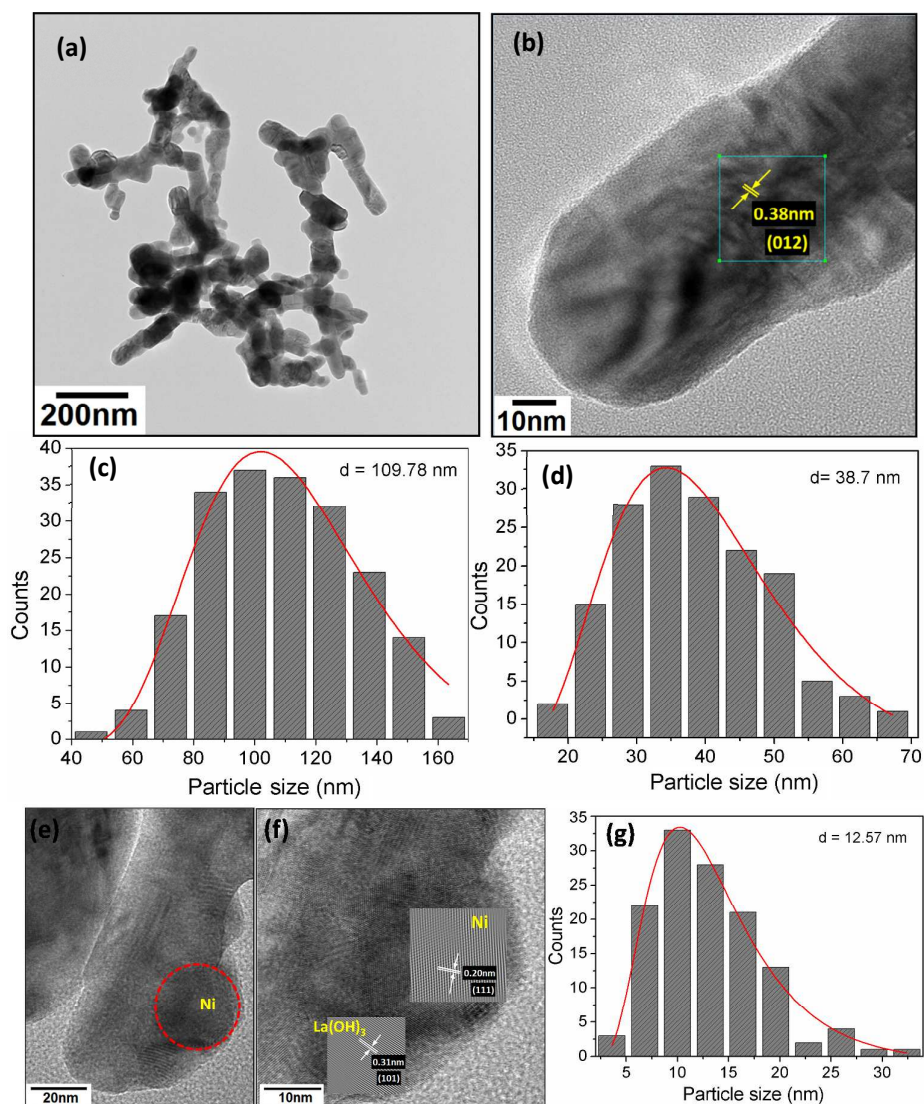 (a)
200nm
(b)
0.38nm
(012)
10nm
(c)
d = 109.78 nm
Counts
40
35
30
25
20
15
10
5
0
40 60 80 100 120 140 160
Particle size (nm)
(d)
d= 38.7 nm
Counts
35
30
25
20
15
10
5
0
20 30 40 50 60 70
Particle size (nm)
(e)
Ni
20nm
(f)
Ni
0.20nm
(111)
La(OH)3
0.31nm
(101)
10nm
(g)
d = 12.57 nm
Counts
35
30
25
20
15
10
5
0
5 10 15 20 25 30
Particle size (nm)